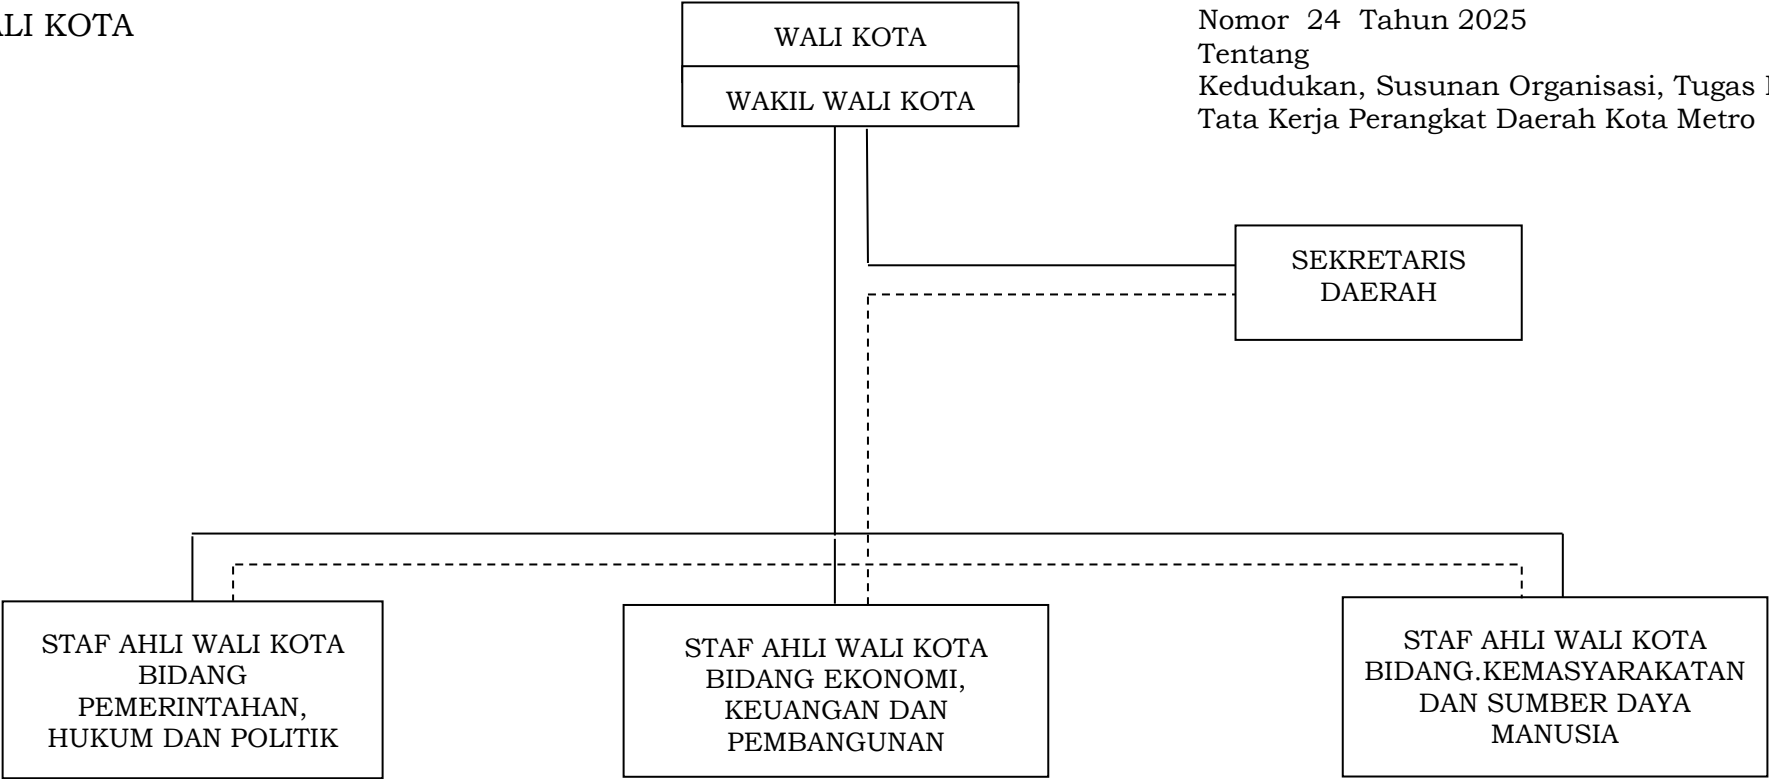 KOTA
WALI KOTA
WAKIL WALI KOTA
Nomor 24 Tahun 2025
Tentang
Kedudukan, Susunan Organisasi, Tugas
Tata Kerja Perangkat Daerah Kota Metro
SEKRETARIS
DAERAH
STAF AHLI WALI KOTA
BIDANG
PEMERINTAHAN,
HUKUM DAN POLITIK
STAF AHLI WALI KOTA
BIDANG EKONOMI,
KEUANGAN DAN
PEMBANGUNAN
STAF AHLI WALI KOTA
BIDANG.KEMASYARAKATAN
DAN SUMBER DAYA
MANUSIA